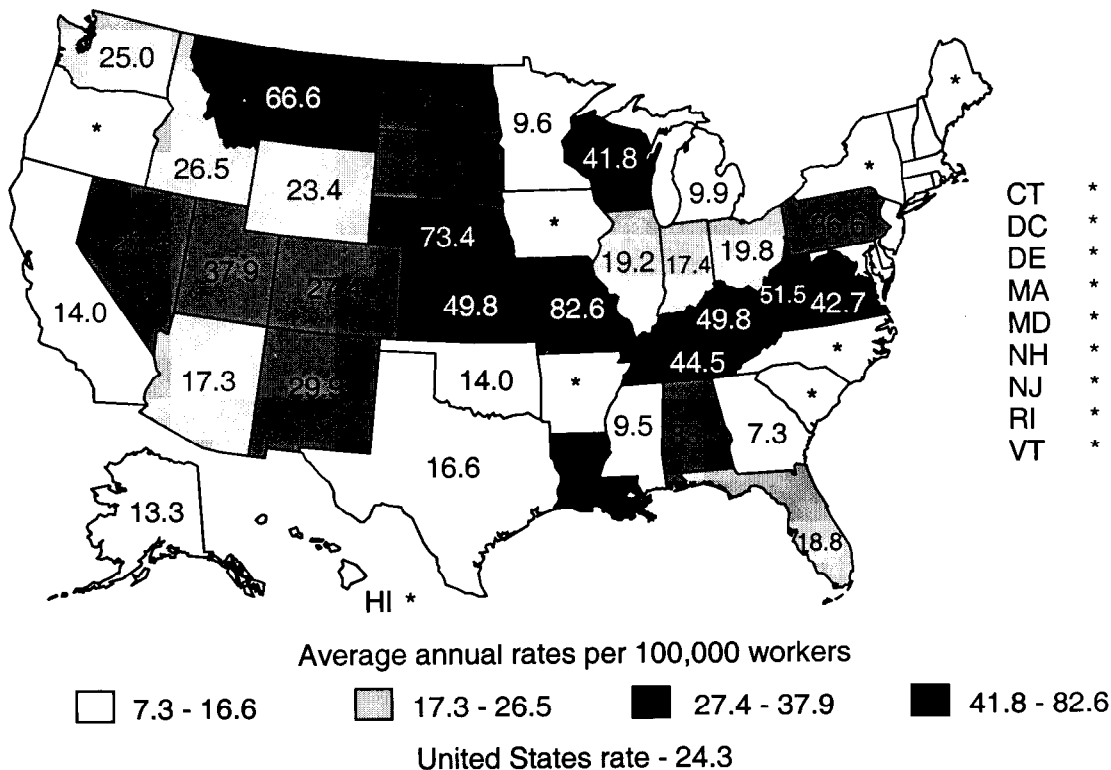 25.0
66.6
*
26.5
23.4
9.6
41.8
9.9
*
*
*
73.4
37.9
19.2
17.4
19.8
36.6
14.0
49.8
82.6
49.8
51.5
42.7
44.5
*
17.3
29.9
14.0
*
*
9.5
7.3
16.6
13.3
18.8
HI *
CT *
DC *
DE *
MA *
MD *
NH *
NJ *
RI *
VT *
Average annual rates per 100,000 workers
7.3 - 16.6
17.3 - 26.5
27.4 - 37.9
41.8 - 82.6
United States rate - 24.3